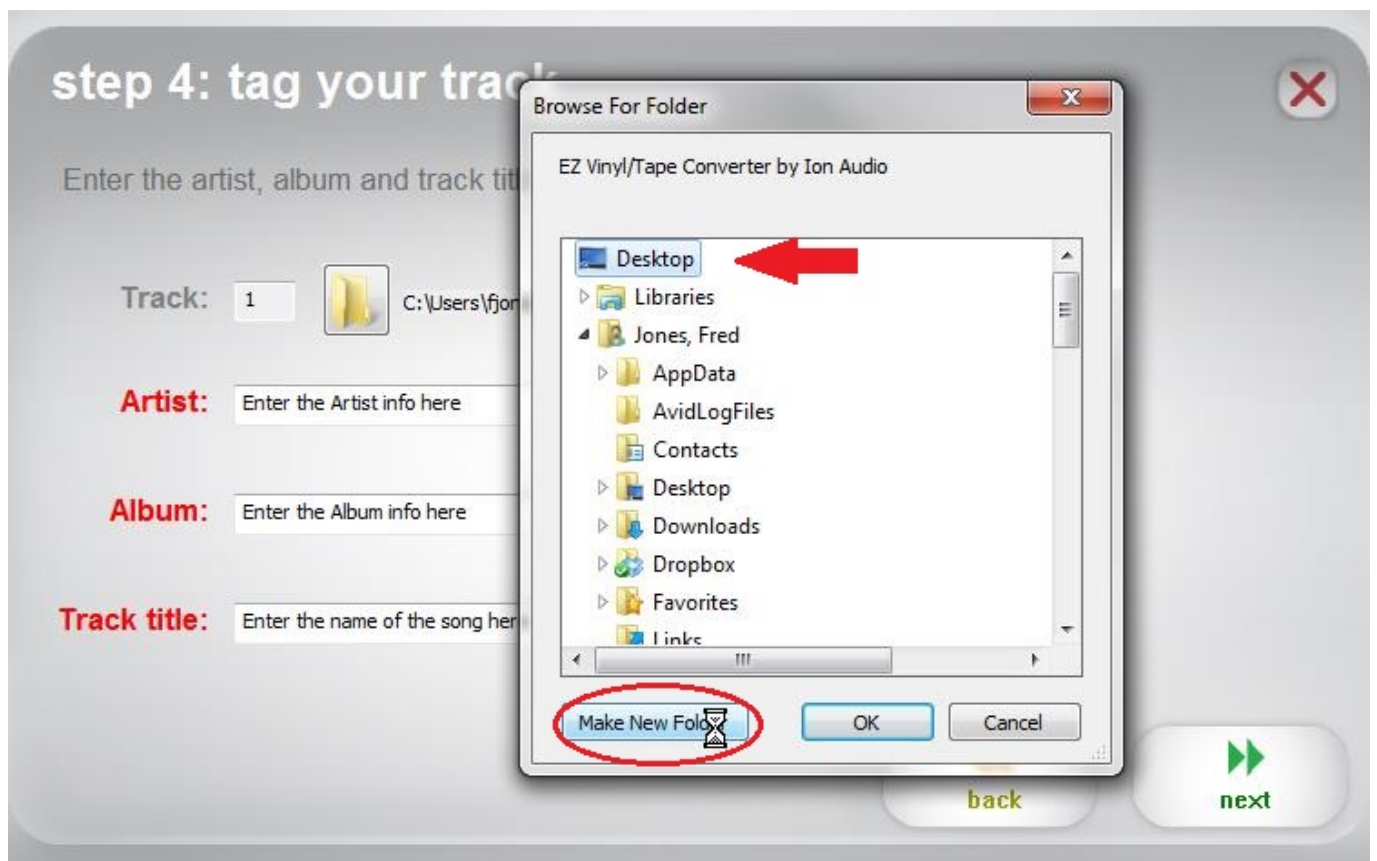 step 4: tag your track
Enter the artist, album and track tit
Track: 1 C:\Users\fjon
Artist: Enter the Artist info here
Album: Enter the Album info here
Track title: Enter the name of the song her
Browse For Folder
EZ Vinyl/Tape Converter by Ion Audio
Desktop
Libraries
Jones, Fred
AppData
AvidLogFiles
Contacts
Desktop
Downloads
Dropbox
Favorites
Links
Make New Folder OK Cancel
back next